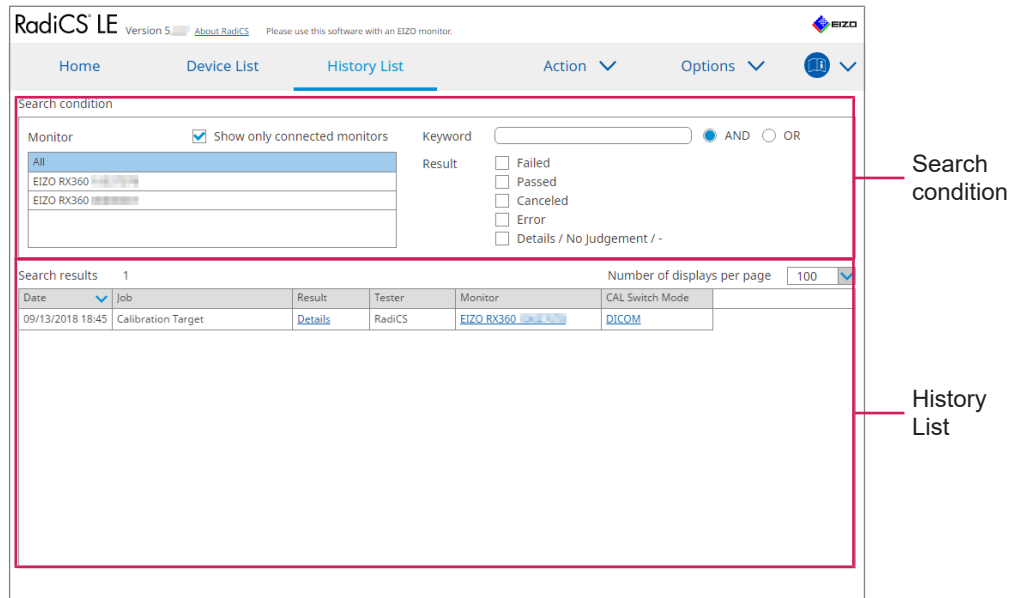 RadiCS® LE Version 5. About RadiCS Please use this software with an EIZO monitor. EIZO
Home Device List History List Action Options
Search condition
Monitor Show only connected monitors Keyword AND OR
All
Result
Failed
EIZO RX360
Passed
EIZO RX360
Canceled
Error
Details / No Judgement / -
Search
condition
Search results 1 Number of displays per page 100
Date Job Result Tester Monitor CAL Switch Mode
09/13/2018 18:45 Calibration Target Details RadiCS EIZO RX360 DICOM
History
List